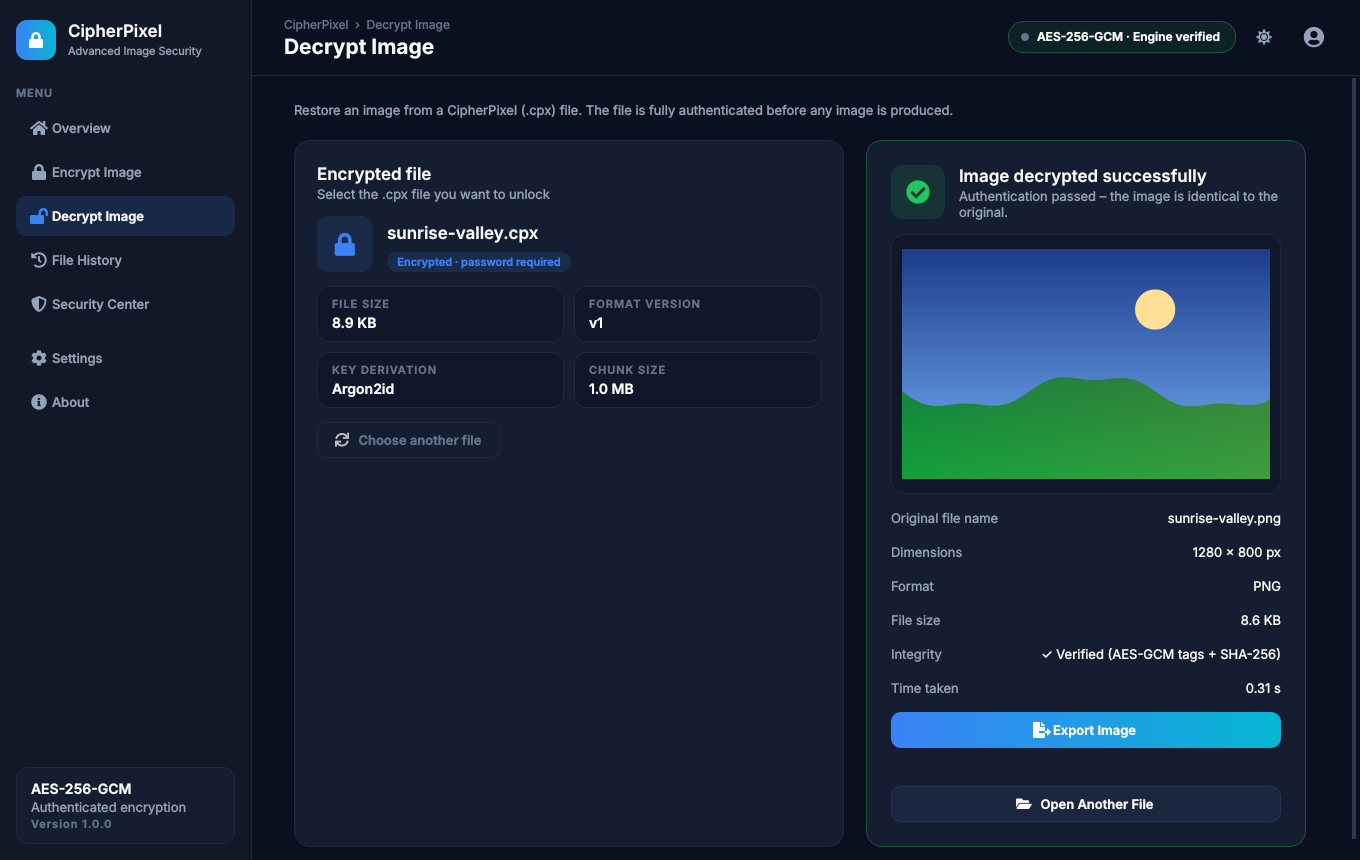 CipherPixel
Advanced Image Security
MENU
Overview
Encrypt Image
Decrypt Image
File History
Security Center
Settings
About
AES-256-GCM
Authenticated encryption
Version 1.0.0
CipherPixel › Decrypt Image
Decrypt Image
AES-256-GCM · Engine verified
Restore an image from a CipherPixel (.cpx) file. The file is fully authenticated before any image is produced.
Encrypted file
Select the .cpx file you want to unlock
sunrise-valley.cpx
Encrypted · password required
FILE SIZE
8.9 KB
FORMAT VERSION
v1
KEY DERIVATION
Argon2id
CHUNK SIZE
1.0 MB
Choose another file
Image decrypted successfully
Authentication passed – the image is identical to the
original.
Original file name sunrise-valley.png
Dimensions 1280 × 800 px
Format PNG
File size 8.6 KB
Integrity ✓ Verified (AES-GCM tags + SHA-256)
Time taken 0.31 s
Export Image
Open Another File